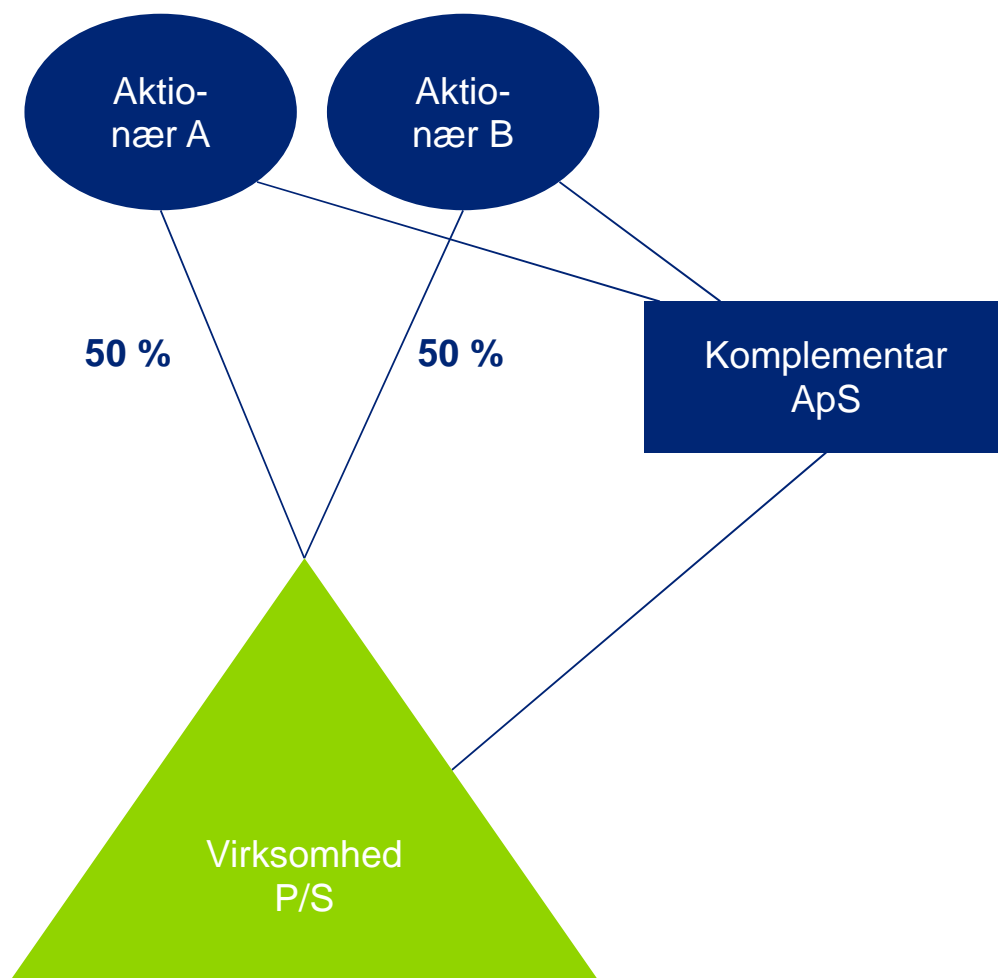 Aktio-
nær A
Aktio-
nær B
50 %
50 %
Komplementar
ApS
Virksomhed
P/S